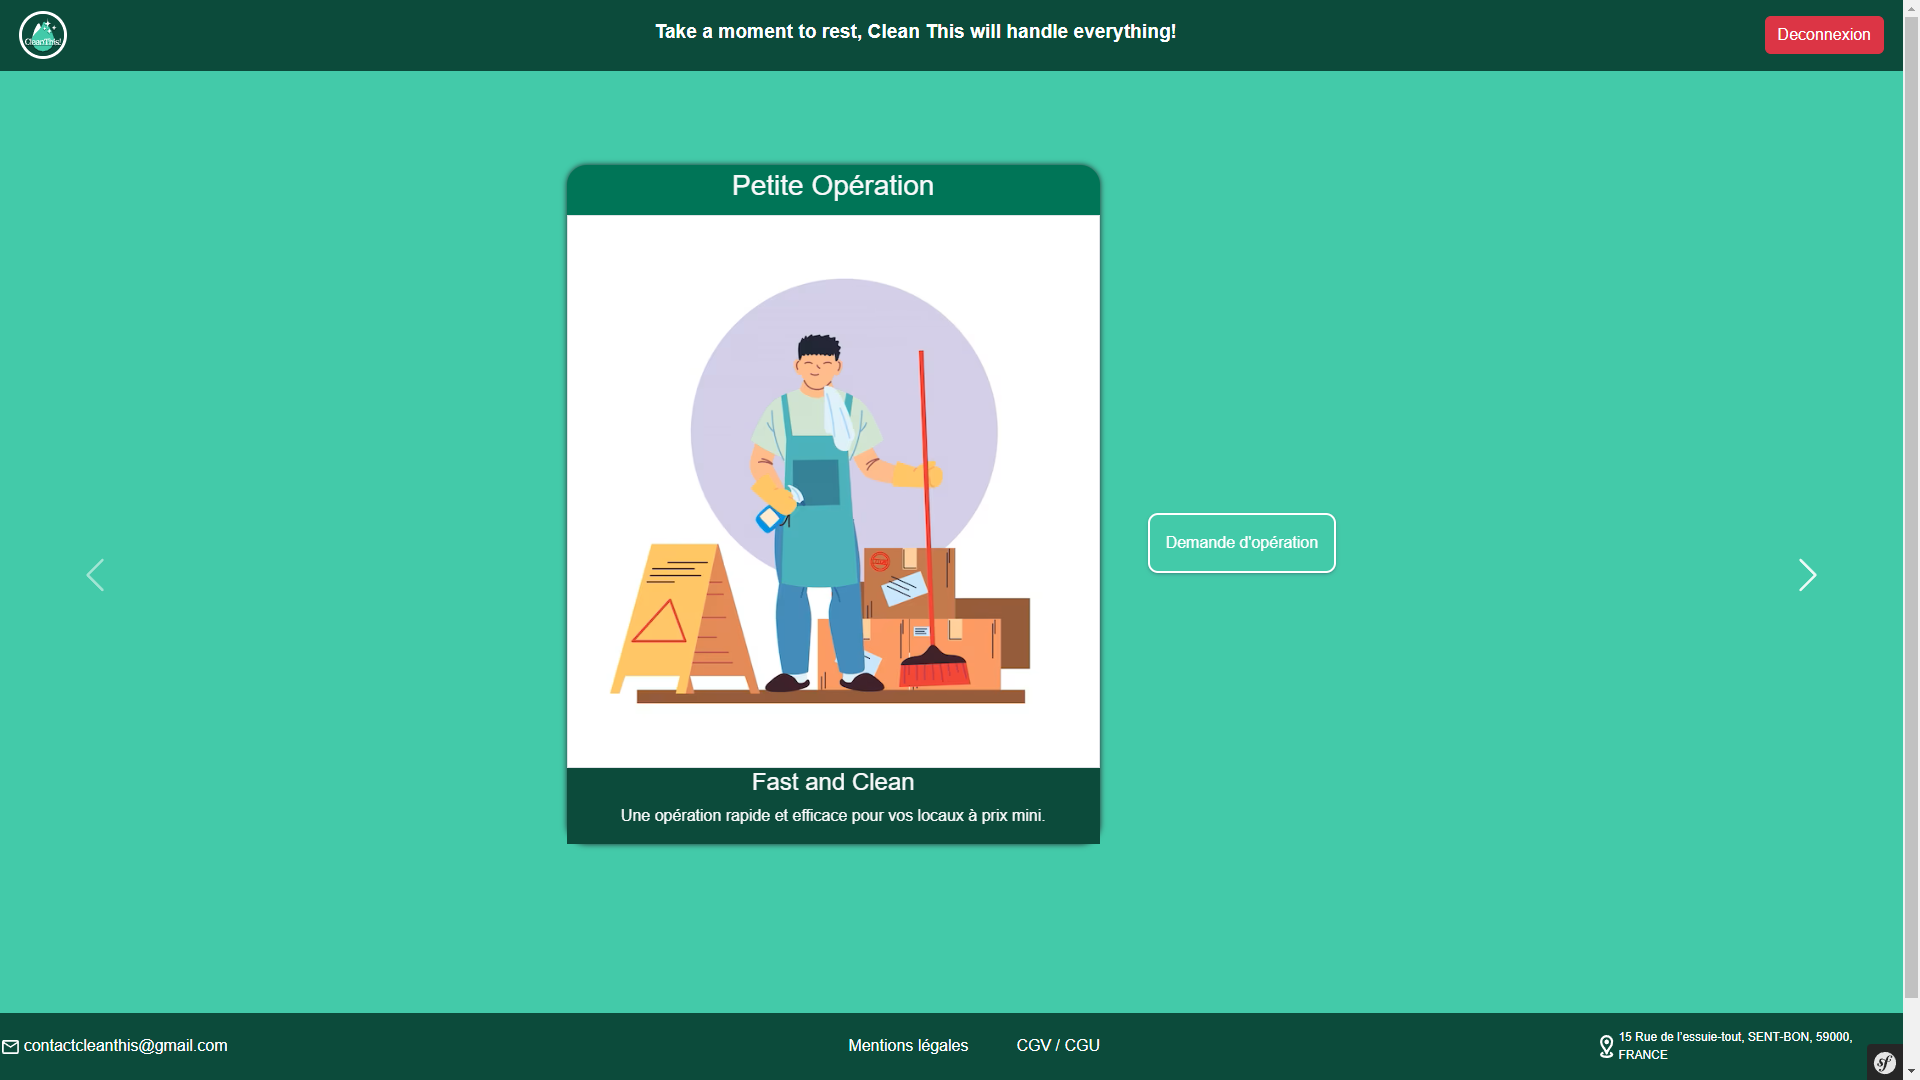 CleanThis!
Take a moment to rest, Clean This will handle everything!
Deconnexion
Petite Opération
Demande d'opération
Fast and Clean
Une opération rapide et efficace pour vos locaux à prix mini.
contactcleanthis@gmail.com
Mentions légales
CGV / CGU
15 Rue de l'essuie-tout, SENT-BON, 59000,
FRANCE
sf